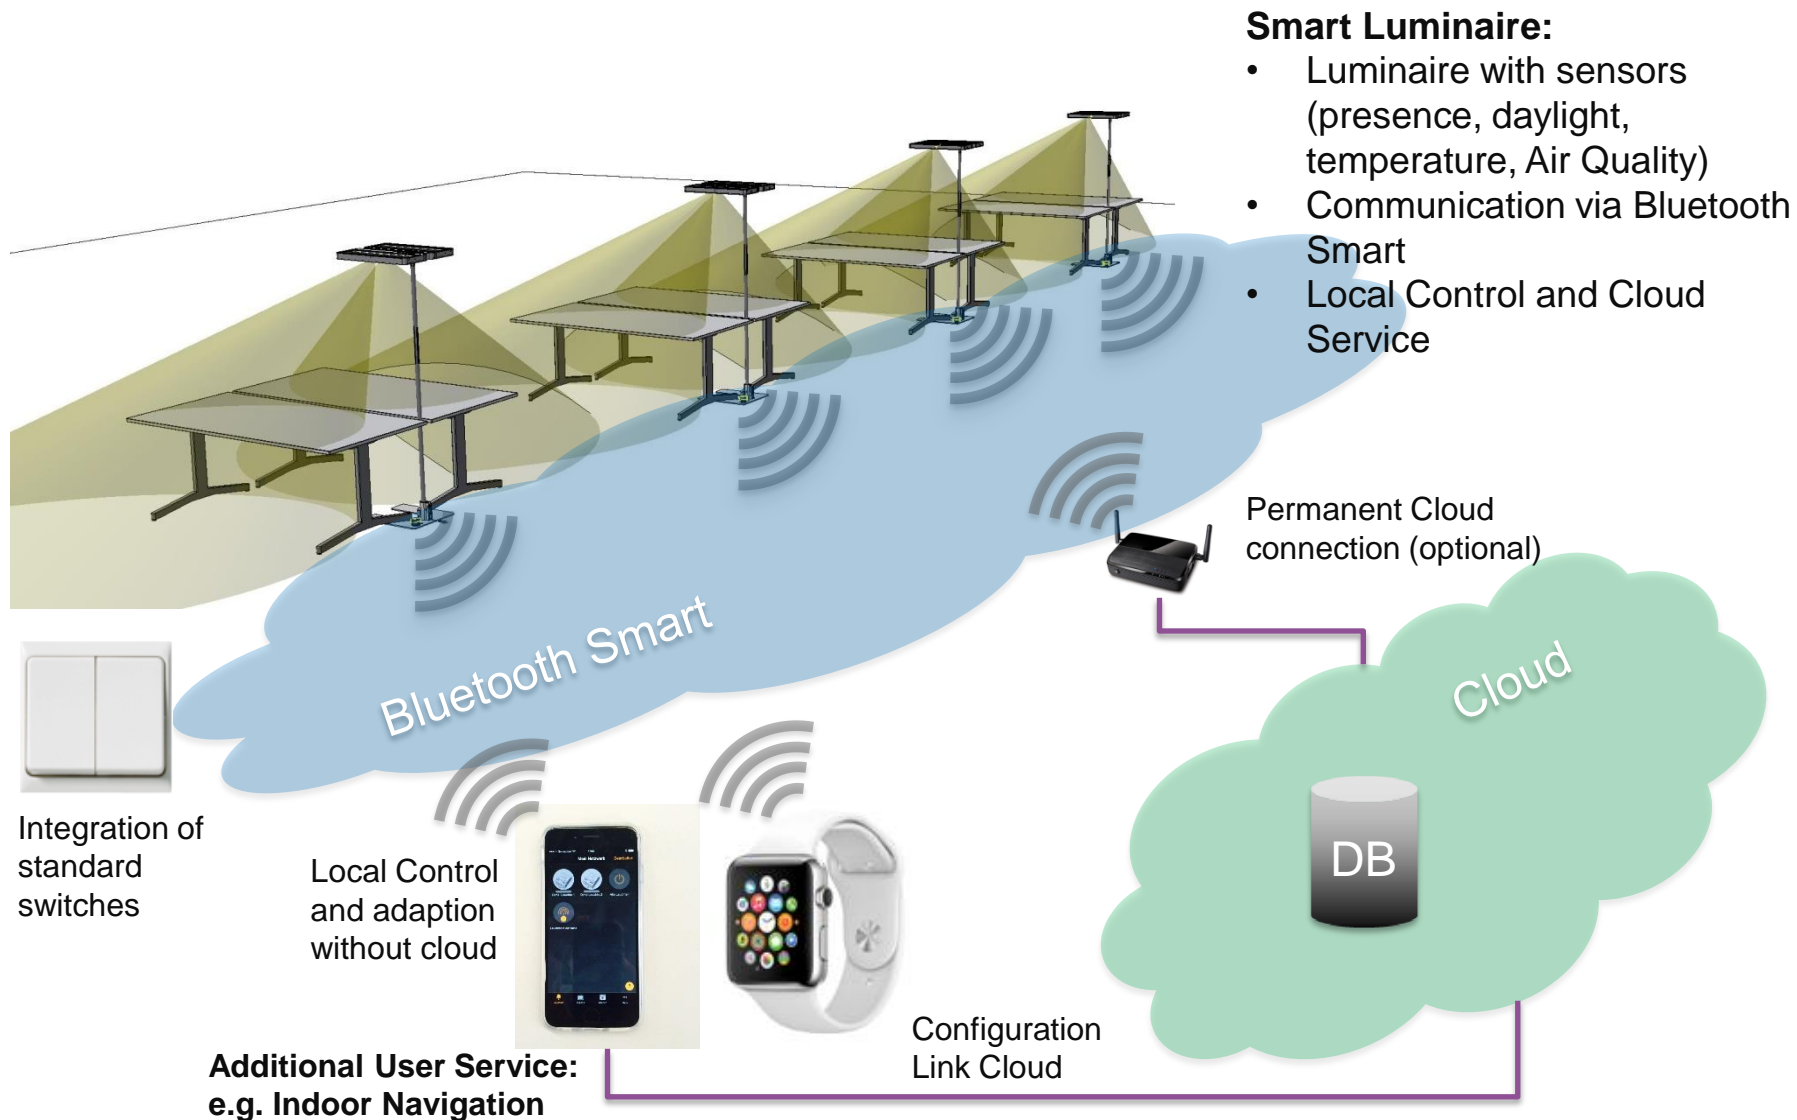 Smart Luminaire:
• Luminaire with sensors
(presence, daylight,
temperature, Air Quality)
• Communication via Bluetooth
Smart
• Local Control and Cloud
Service
Permanent Cloud
connection (optional)
Bluetooth Smart
Cloud
DB
Integration of
standard
switches
Local Control
and adaption
without cloud
Configuration
Link Cloud
Additional User Service:
e.g. Indoor Navigation